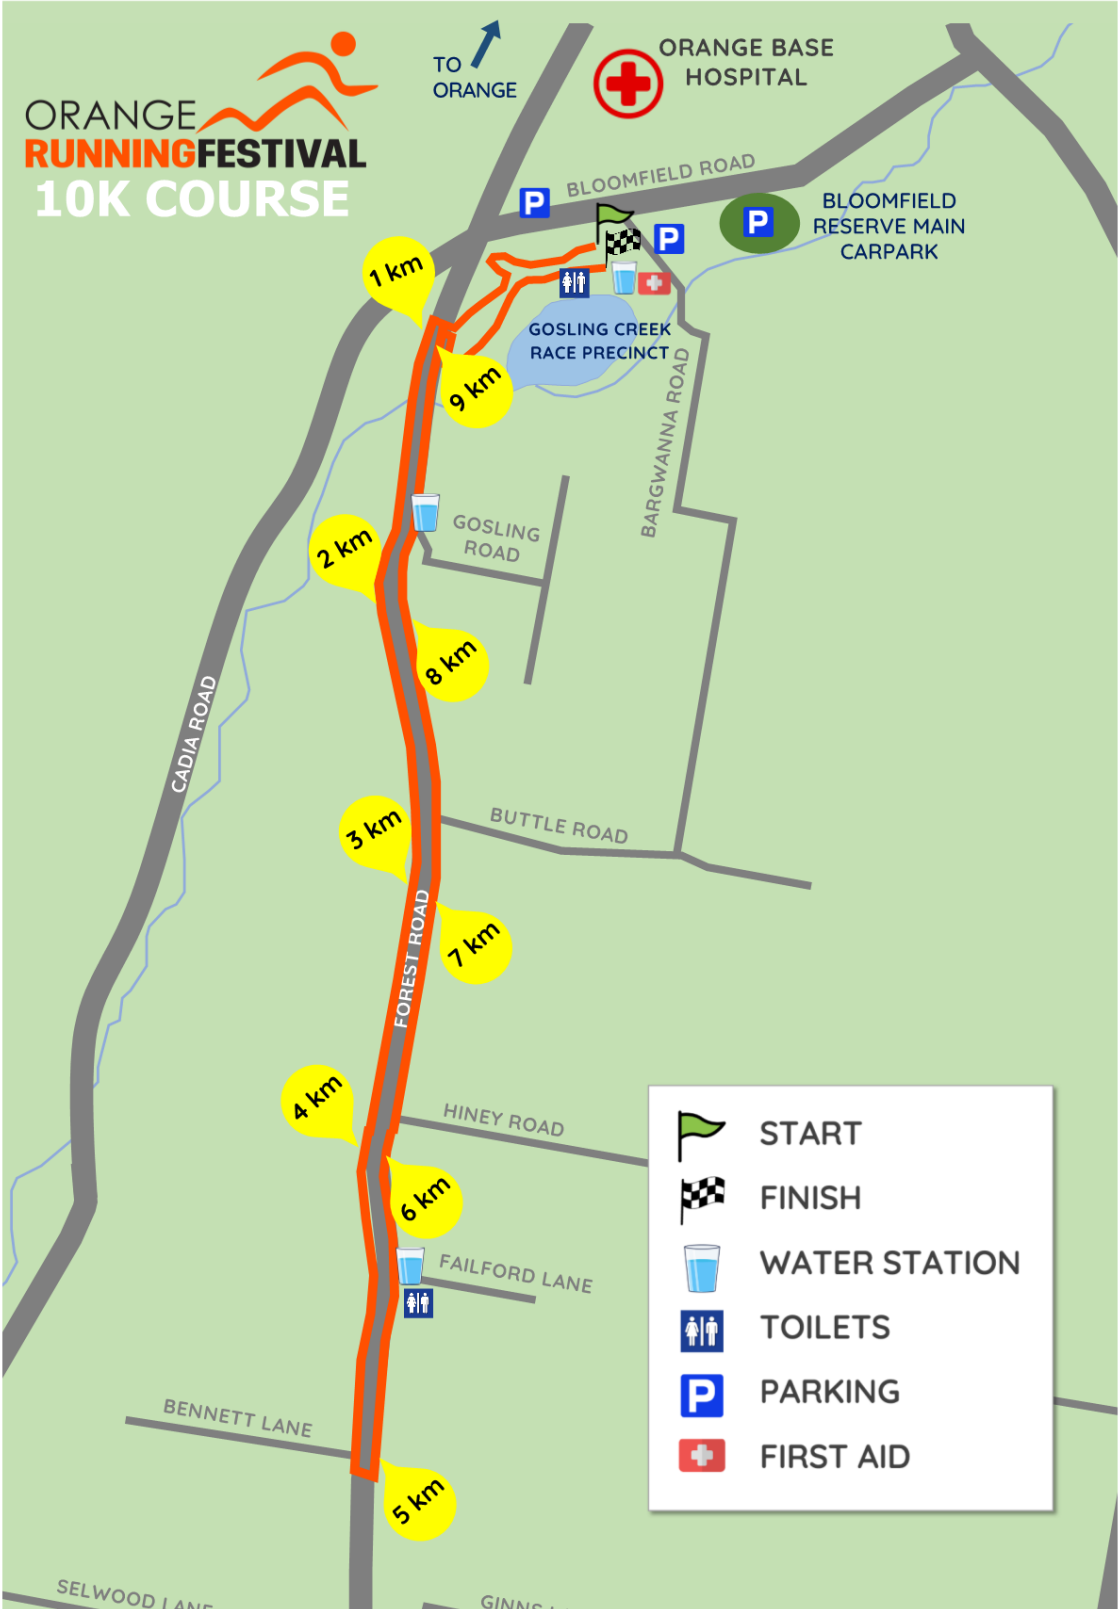 TO
ORANGE
ORANGE BASE
HOSPITAL
ORANGE
RUNNINGFESTIVAL
10K COURSE
BLOOMFIELD ROAD
P
P
P
BLOOMFIELD
RESERVE MAIN
CARPARK
1 km
GOSLING CREEK
RACE PRECINCT
9 km
BARGWANNA ROAD
GOSLING
ROAD
2 km
8 km
CADIA ROAD
3 km
BUTTLE ROAD
7 km
FOREST ROAD
4 km
HINEY ROAD
6 km
FAILFORD LANE
BENNETT LANE
5 km
START
FINISH
WATER STATION
TOILETS
P PARKING
FIRST AID
SELWOOD LANE
GINNS